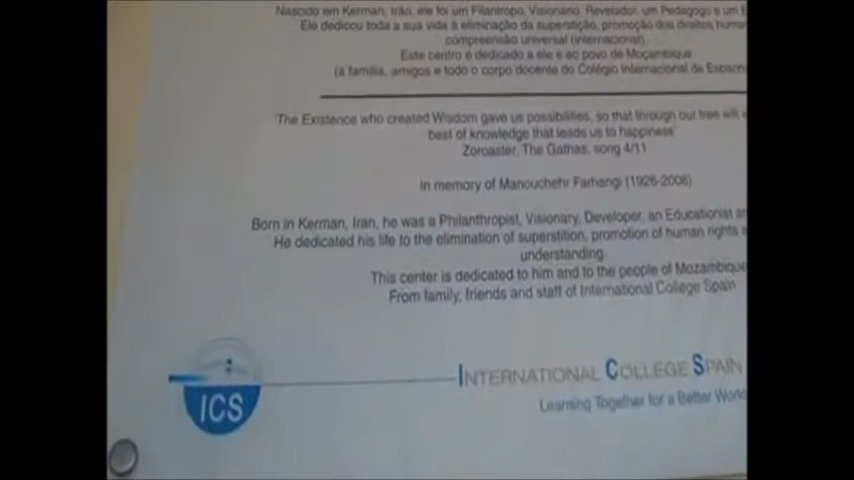 Nascido em Kerman, Irão, ele foi um Filantropo, Visionário, Revelador, um Pedagogo e um
Ele dedicou toda a sua vida à eliminação da superstição, promoção dos direitos
compreensão universal (internacional)
Este centro é dedicado a ele e ao povo de Moçambique
(a família, amigos e todo o corpo docente do Colégio Internacional de
'The Existence who created Wisdom gave us possibilities, so that through our free will
best of knowledge that leads us to happiness'
Zoroaster, The Gathas, song 4/11
In memory of Manouchehr Farhangi (1926-2008)
Born in Kerman, Iran, he was a Philanthropist, Visionary, Developer, an Educationist
He dedicated his life to the elimination of superstition, promotion of human rights
understanding
This center is dedicated to him and to the people of Mozambique
From family, friends and staff of International College Spain
ICS
INTERNATIONAL COLLEGE SPAIN
Learning Together for a Better World